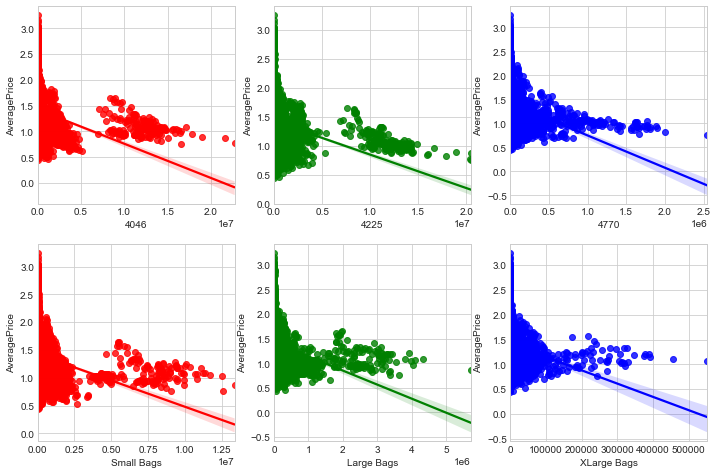 3.0
2.5
2.0
1.5
1.0
0.5
0.0
AveragePrice
0.0 0.5 1.0 1.5 2.0
4046 1e7
3.0
2.5
2.0
1.5
1.0
0.5
0.0
AveragePrice
0.0 0.5 1.0 1.5 2.0
4225 1e7
3.0
2.5
2.0
1.5
1.0
0.5
0.0
-0.5
AveragePrice
0.0 0.5 1.0 1.5 2.0 2.5
4770 1e6
3.0
2.5
2.0
1.5
1.0
0.5
0.0
AveragePrice
0.00 0.25 0.50 0.75 1.00 1.25
Small Bags 1e7
3.0
2.5
2.0
1.5
1.0
0.5
0.0
-0.5
AveragePrice
0 1 2 3 4 5
Large Bags 1e6
3.0
2.5
2.0
1.5
1.0
0.5
0.0
-0.5
AveragePrice
0 100000 200000 300000 400000 500000
XLarge Bags